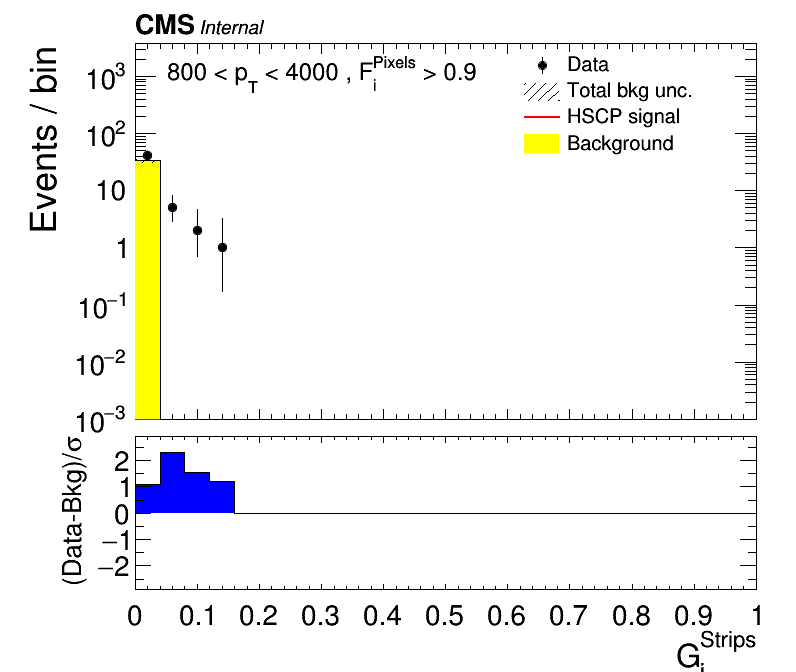 CMS Internal
800 < p_T < 4000 , F_i^Pixels > 0.9
Data
Total bkg unc.
HSCP signal
Background
Events / bin
10^3
10^2
10
1
10^−1
10^−2
10^−3
(Data-Bkg)/σ
2
1
0
−1
−2
0 0.1 0.2 0.3 0.4 0.5 0.6 0.7 0.8 0.9 1
G_i^Strips